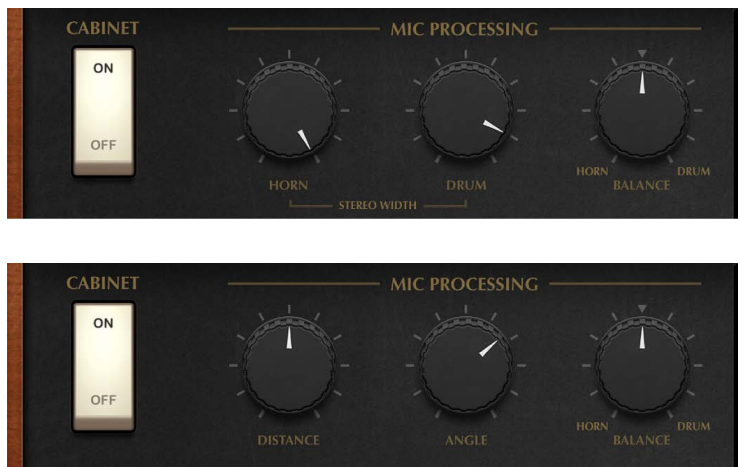 CABINET MIC PROCESSING
ON
OFF
HORN DRUM HORN DRUM
BALANCE
STEREO WIDTH
CABINET MIC PROCESSING
ON
OFF
HORN DRUM
DISTANCE ANGLE BALANCE